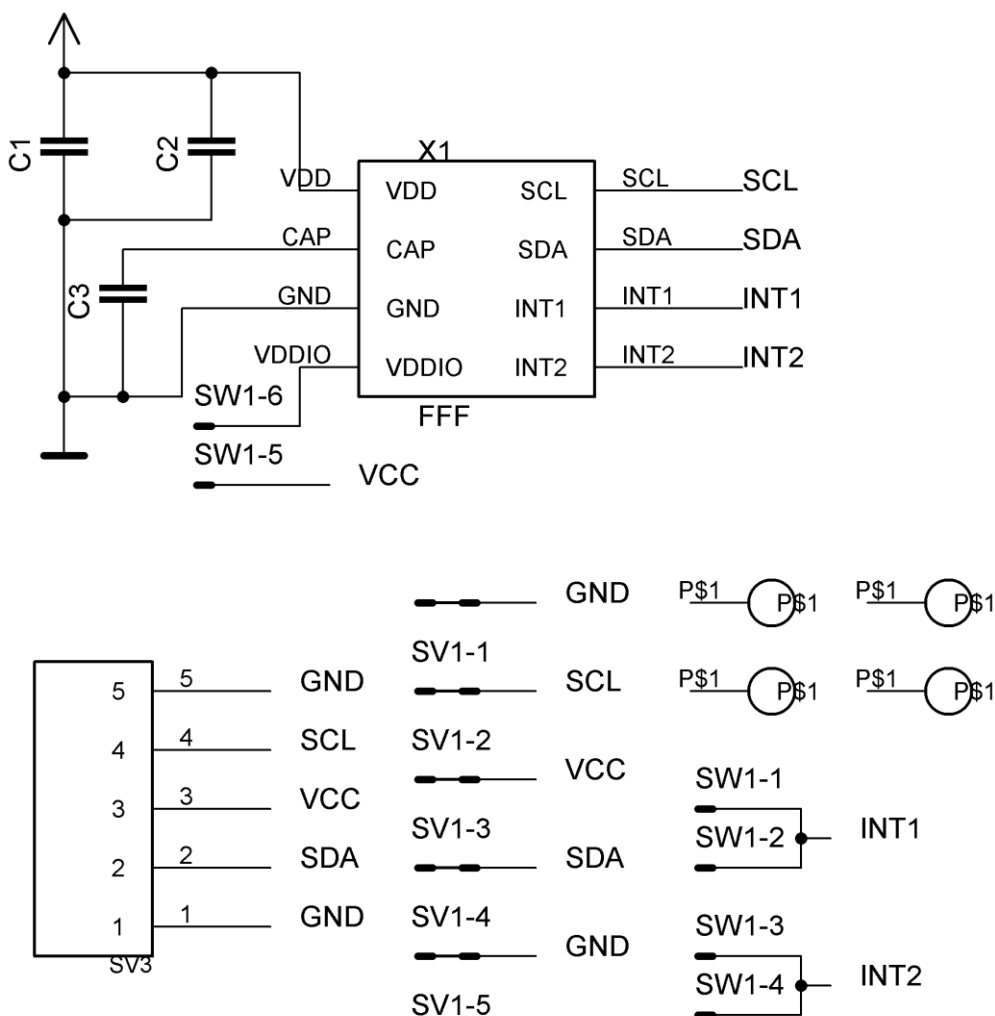 C1
C2
X1
VDD
VDD
SCL
SCL
SCL
CAP
CAP
SDA
SDA
SDA
C3
GND
GND
INT1
INT1
INT1
VDDIO
VDDIO
INT2
INT2
INT2
SW1-6
FFF
SW1-5
VCC
GND
P$1
P$1
P$1
P$1
SV1-1
5
5
GND
SCL
P$1
P$1
P$1
P$1
4
4
SCL
SV1-2
VCC
SW1-1
3
3
VCC
SV1-3
SW1-2
INT1
2
2
SDA
SDA
1
1
GND
SV1-4
SW1-3
GND
SV3
SW1-4
INT2
SV1-5